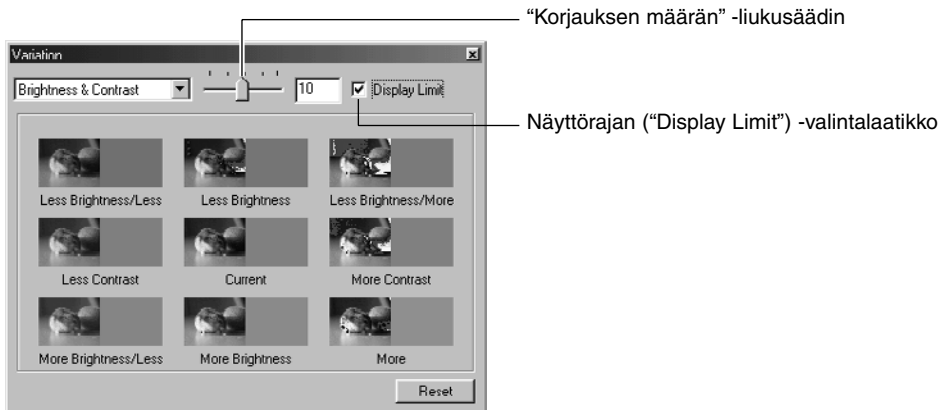 “Korjauksen määrän” -liukusäädin
Variation
Brightness & Contrast
10
Display Limit
Näyttörajan (“Display Limit”) -valintalaatikko
Less Brightness/Less
Less Brightness
Less Brightness/More
Less Contrast
Current
More Contrast
More Brightness/Less
More Brightness
More
Reset